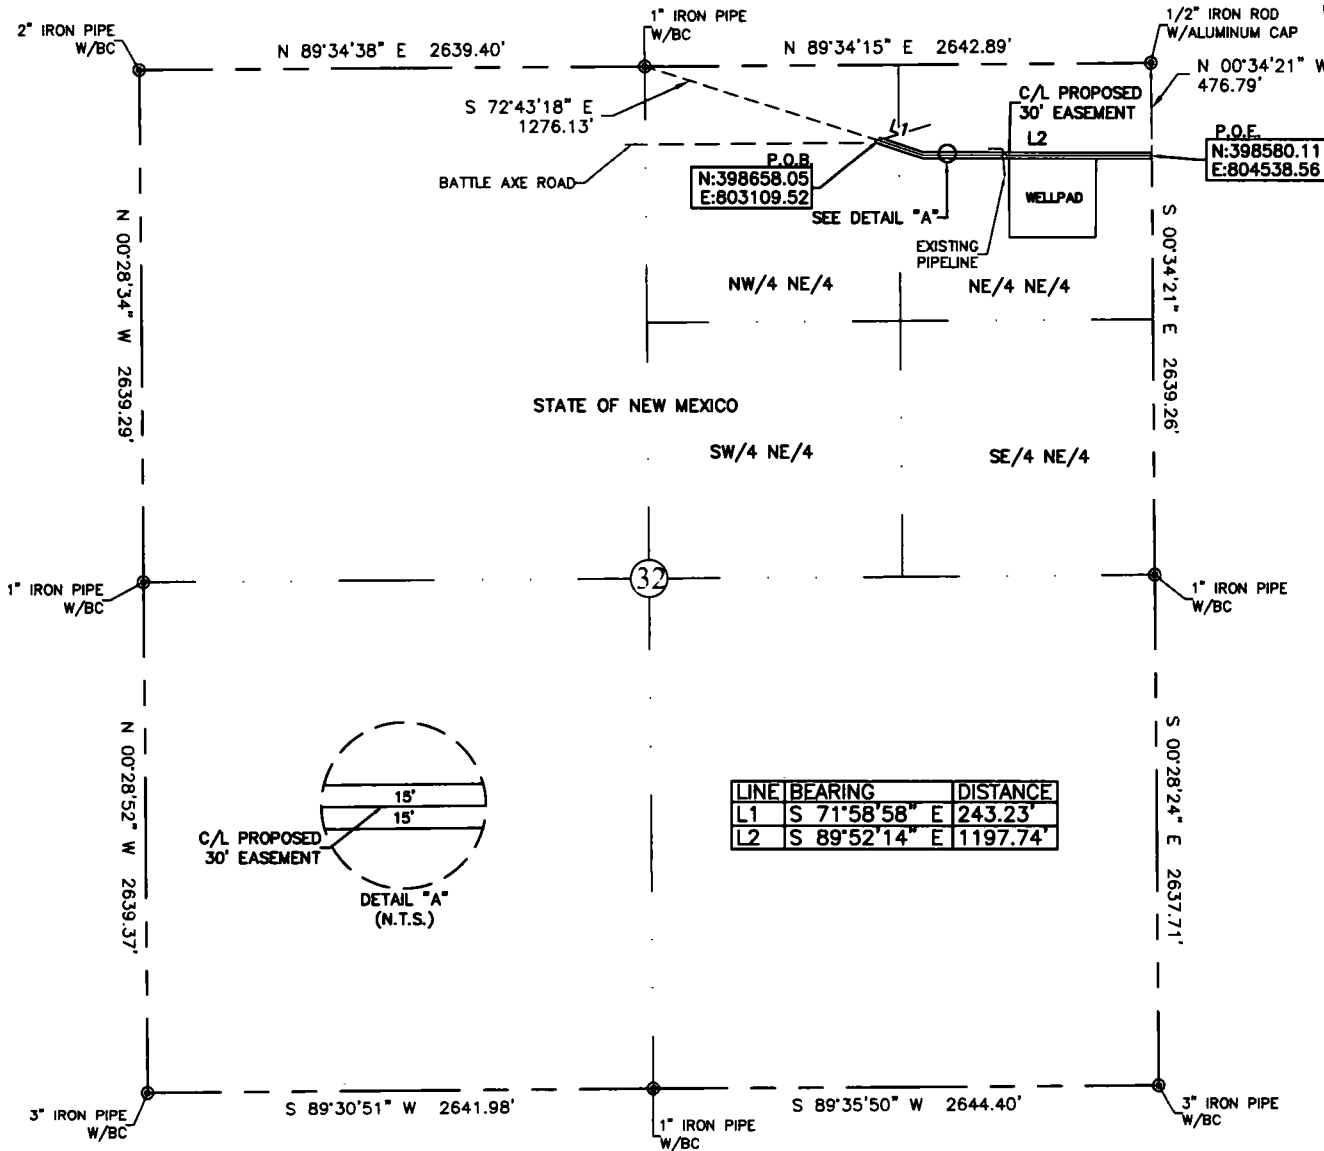 2" IRON PIPE
W/BC
N 89°34'38" E 2639.40'
1" IRON PIPE
W/BC
N 89°34'15" E 2642.89'
1/2" IRON ROD
W/ALUMINUM CAP
N 00°34'21" W
476.79'
S 72°43'18" E
1276.13'
L1
C/L PROPOSED
30' EASEMENT
L2
P.O.E.
N:398580.11
E:804538.56
BATTLE AXE ROAD
P.O.B.
N:398658.05
E:803109.52
SEE DETAIL "A"
WELLPAD
EXISTING
PIPELINE
NW/4 NE/4
NE/4 NE/4
N 00°28'34" W 2639.29'
S 00°34'21" E 2639.26'
STATE OF NEW MEXICO
SW/4 NE/4
SE/4 NE/4
1" IRON PIPE
W/BC
32
1" IRON PIPE
W/BC
N 00°28'52" W 2639.37'
S 00°28'24" E 2637.71'
15'
15'
C/L PROPOSED
30' EASEMENT
DETAIL "A"
(N.T.S.)
LINE BEARING DISTANCE
L1 S 71°58'58" E 243.23'
L2 S 89°52'14" E 1197.74'
3" IRON PIPE
W/BC
S 89°30'51" W 2641.98'
1" IRON PIPE
W/BC
S 89°35'50" W 2644.40'
3" IRON PIPE
W/BC